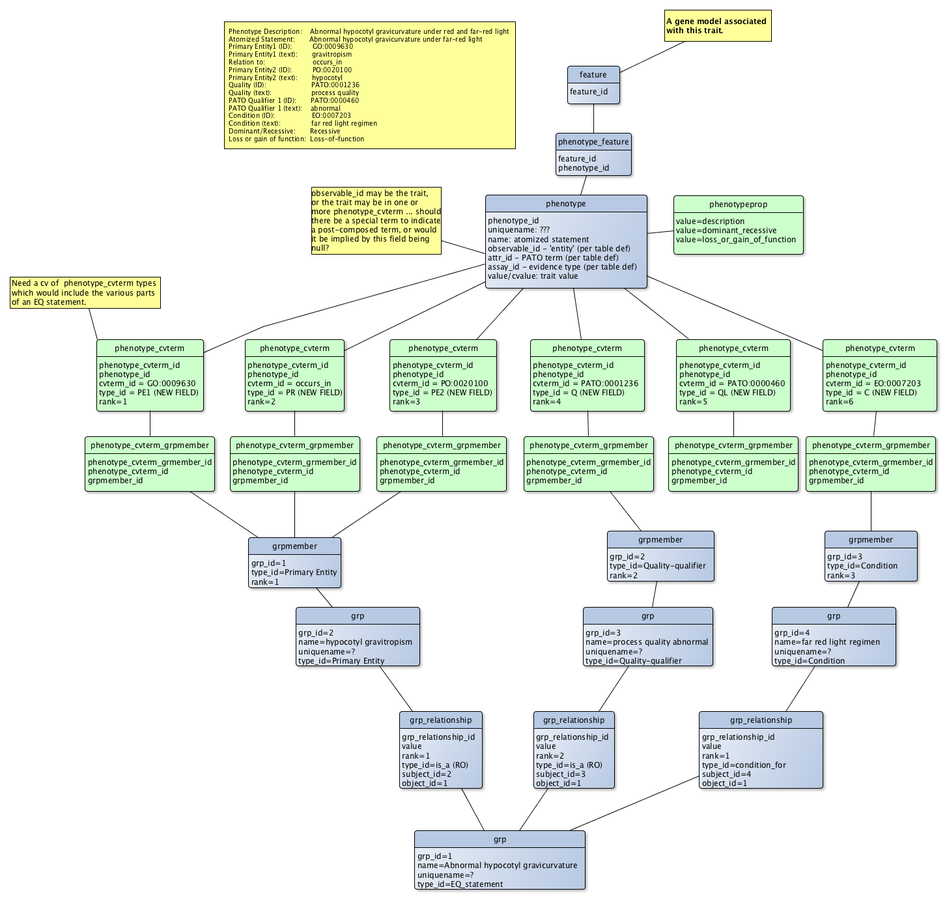 A gene model associated
with this trait.
Phenotype Description: Abnormal hypocotyl gravicurvature under red and far-red light
Atomized Statement: Abnormal hypocotyl gravicurvature under far-red light
Primary Entity1 (ID): GO:0009630
Primary Entity1 (text): gravitropism
Relation to: occurs_in
Primary Entity2 (ID): PO:0020100
Primary Entity2 (text): hypocotyl
Quality (ID): PATO:0001236
Quality (text): process quality
PATO Qualifier 1 (ID): PATO:0000460
PATO Qualifier 1 (text): abnormal
Condition (ID): EO:0007203
Condition (text): far red light regimen
Dominant/Recessive: Recessive
Loss or gain of function: Loss-of-function
feature
feature_id
phenotype_feature
feature_id
phenotype_id
observable_id may be the trait,
or the trait may be in one or
more phenotype_cvterm ... should
there be a special term to indicate
a post-composed term, or would
it be implied by this field being
null?
phenotype
phenotype_id
uniquename: ???
name: atomized statement
observable_id - 'entity' (per table def)
attr_id - PATO term (per table def)
assay_id - evidence type (per table def)
value/cvalue: trait value
phenotypeprop
value=description
value=dominant_recessive
value=loss_or_gain_of_function
Need a cv of phenotype_cvterm types
which would include the various parts
of an EQ statement.
phenotype_cvterm
phenotype_cvterm_id
phenotype_id
cvterm_id = GO:0009630
type_id = PE1 (NEW FIELD)
rank=1
phenotype_cvterm
phenotype_cvterm_id
phenotype_id
cvterm_id = occurs_in
type_id = PR (NEW FIELD)
rank=2
phenotype_cvterm
phenotype_cvterm_id
phenotype_id
cvterm_id = PO:0020100
type_id = PE2 (NEW FIELD)
rank=3
phenotype_cvterm
phenotype_cvterm_id
phenotype_id
cvterm_id = PATO:0001236
type_id = Q (NEW FIELD)
rank=4
phenotype_cvterm
phenotype_cvterm_id
phenotype_id
cvterm_id = PATO:0000460
type_id = QL (NEW FIELD)
rank=5
phenotype_cvterm
phenotype_cvterm_id
phenotype_id
cvterm_id = EO:0007203
type_id = C (NEW FIELD)
rank=6
phenotype_cvterm_grpmember
phenotype_cvterm_grmember_id
phenotype_cvterm_id
grpmember_id
phenotype_cvterm_grpmember
phenotype_cvterm_grmember_id
phenotype_cvterm_id
grpmember_id
phenotype_cvterm_grpmember
phenotype_cvterm_grmember_id
phenotype_cvterm_id
grpmember_id
phenotype_cvterm_grpmember
phenotype_cvterm_grmember_id
phenotype_cvterm_id
grpmember_id
phenotype_cvterm_grpmember
phenotype_cvterm_grmember_id
phenotype_cvterm_id
grpmember_id
phenotype_cvterm_grpmember
phenotype_cvterm_grmember_id
phenotype_cvterm_id
grpmember_id
grpmember
grp_id=1
type_id=Primary Entity
rank=1
grpmember
grp_id=2
type_id=Quality-qualifier
rank=2
grpmember
grp_id=3
type_id=Condition
rank=3
grp
grp_id=2
name=hypocotyl gravitropism
uniquename=?
type_id=Primary Entity
grp
grp_id=3
name=process quality abnormal
uniquename=?
type_id=Quality-qualifier
grp
grp_id=4
name=far red light regimen
uniquename=?
type_id=Condition
grp_relationship
grp_relationship_id
value
rank=1
type_id=is_a (RO)
subject_id=2
object_id=1
grp_relationship
grp_relationship_id
value
rank=2
type_id=is_a (RO)
subject_id=3
object_id=1
grp_relationship
grp_relationship_id
value
rank=1
type_id=condition_for
subject_id=4
object_id=1
grp
grp_id=1
name=Abnormal hypocotyl gravicurvature
uniquename=?
type_id=EQ_statement